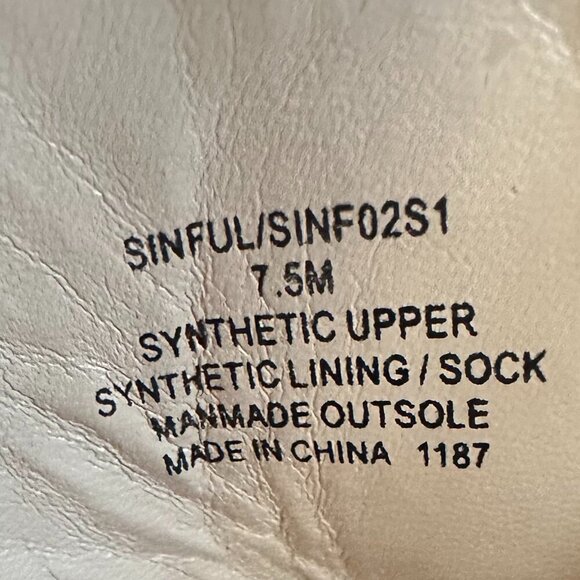 SINFUL/SINF02S1
7.5M
SYNTHETIC UPPER
SYNTHETIC LINING / SOCK
MANMADE OUTSOLE
MADE IN CHINA 1187